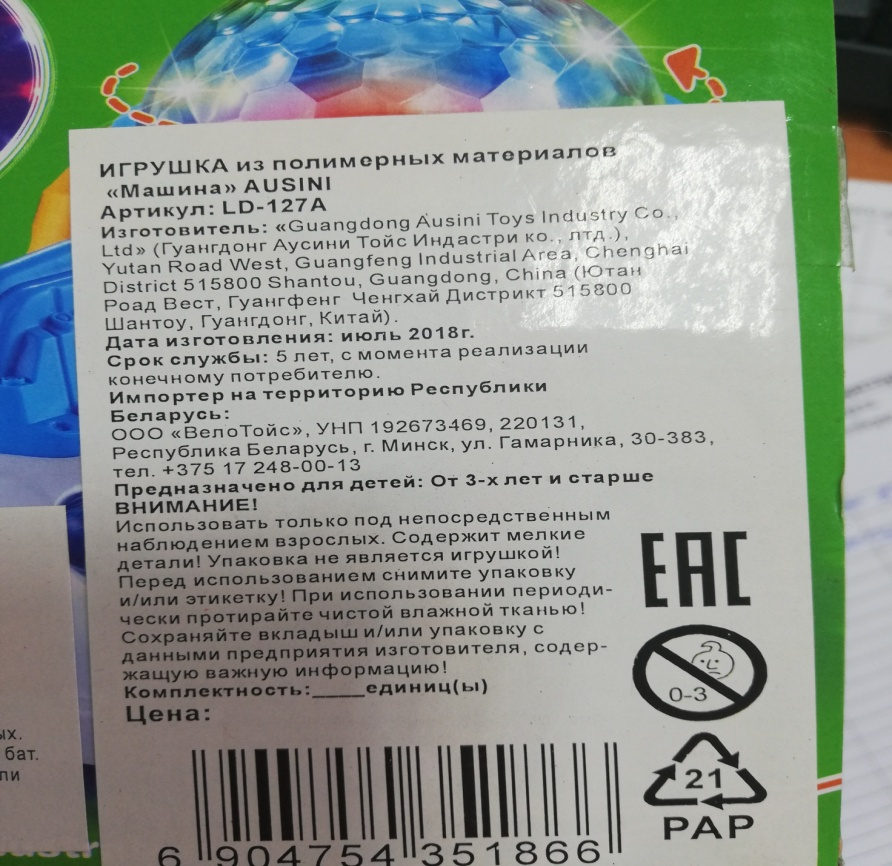 ИГРУШКА из полимерных материалов
«Машина» AUSINI
Артикул: LD-127A
Изготовитель: «Guangdong Ausini Toys Industry Co.,
Ltd» (Гуангдонг Аусини Тойс Индастри ко., лтд.),
Yutan Road West, Guangfeng Industrial Area, Chenghai
District 515800 Shantou, Guangdong, China (Ютан
Роад Вест, Гуангфенг Ченгхай Дистрикт 515800
Шантоу, Гуангдонг, Китай).
Дата изготовления: июль 2018г.
Срок службы: 5 лет, с момента реализации
конечному потребителю.
Импортер на территорию Республики
Беларусь:
ООО «ВелоТойс», УНП 192673469, 220131,
Республика Беларусь, г. Минск, ул. Гамарника, 30-383,
тел. +375 17 248-00-13
Предназначено для детей: От 3-х лет и старше
ВНИМАНИЕ!
Использовать только под непосредственным
наблюдением взрослых. Содержит мелкие
детали! Упаковка не является игрушкой!
Перед использованием снимите упаковку
и/или этикетку! При использовании периоди-
чески протирайте чистой влажной тканью!
Сохраняйте вкладыш и/или упаковку с
данными предприятия изготовителя, содер-
жащую важную информацию!
Комплектность:_____единиц(ы)
Цена:
EAC
0-3
21
PAP
6 904754 351866
бат.